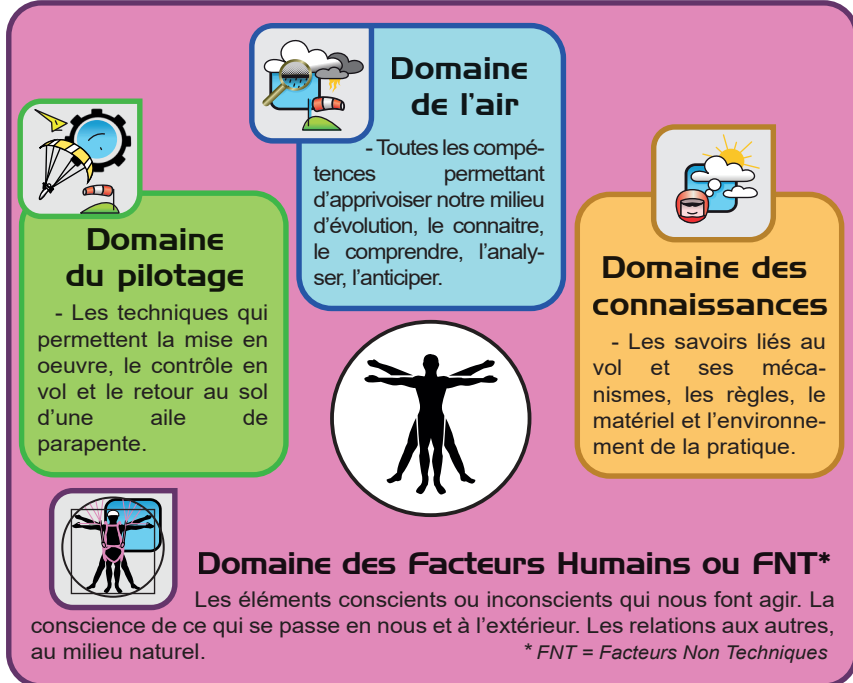 Domaine
de l'air
- Toutes les compé-
tences permettant
d'apprivoiser notre milieu
d'évolution, le connaitre,
le comprendre, l'analy-
ser, l'anticiper.
Domaine
du pilotage
- Les techniques qui
permettent la mise en
oeuvre, le contrôle en
vol et le retour au sol
d'une aile de
parapente.
Domaine des
connaissances
- Les savoirs liés au
vol et ses méca-
nismes, les règles, le
matériel et l'environne-
ment de la pratique.
Domaine des Facteurs Humains ou FNT*
Les éléments conscients ou inconscients qui nous font agir. La
conscience de ce qui se passe en nous et à l'extérieur. Les relations aux autres,
au milieu naturel.
* FNT = Facteurs Non Techniques